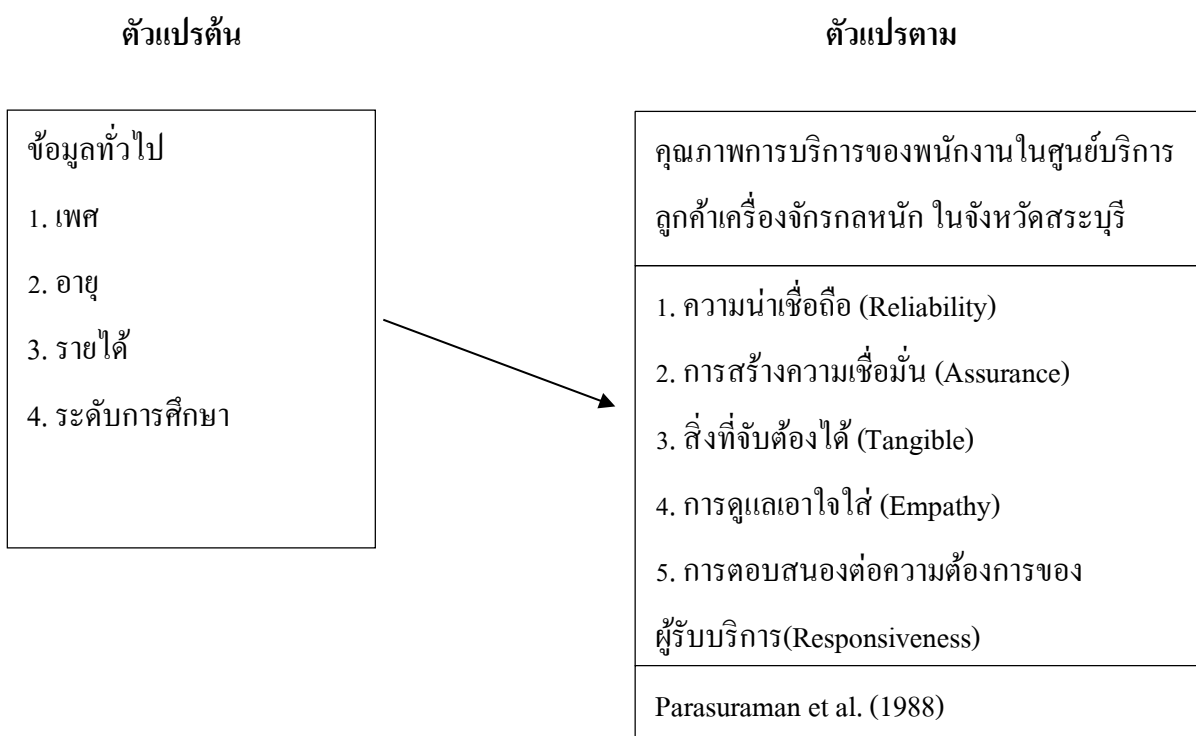 ตัวแปรต้น
ตัวแปรตาม
ข้อมูลทั่วไป
1. เพศ
2. อายุ
3. รายได้
4. ระดับการศึกษา
คุณภาพการบริการของพนักงานในศูนย์บริการ
ลูกค้าเครื่องจักรกลหนัก ในจังหวัดสระบุรี
1. ความน่าเชื่อถือ (Reliability)
2. การสร้างความเชื่อมั่น (Assurance)
3. สิ่งที่จับต้องได้ (Tangible)
4. การดูแลเอาใจใส่ (Empathy)
5. การตอบสนองต่อความต้องการของ
ผู้รับบริการ(Responsiveness)
Parasuraman et al. (1988)